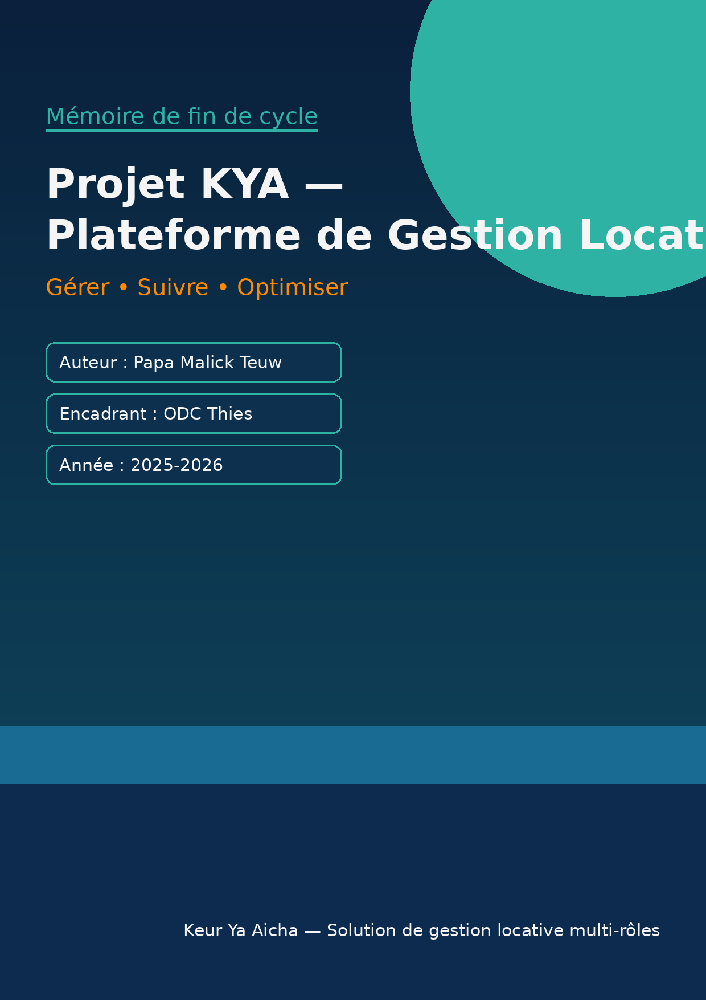 Mémoire de fin de cycle
Projet KYA —
Plateforme de Gestion Locat
Gérer • Suivre • Optimiser
Auteur : Papa Malick Teuw
Encadrant : ODC Thies
Année : 2025-2026
Keur Ya Aicha — Solution de gestion locative multi-rôles